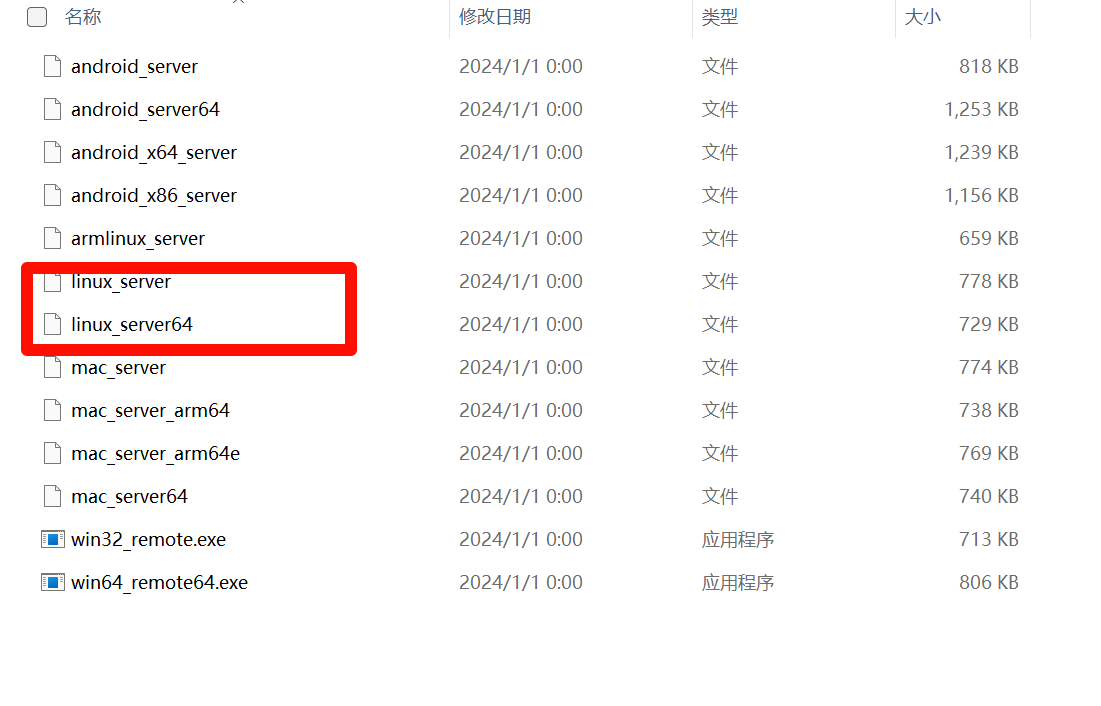 名称 修改日期 类型 大小
android_server 2024/1/1 0:00 文件 818 KB
android_server64 2024/1/1 0:00 文件 1,253 KB
android_x64_server 2024/1/1 0:00 文件 1,239 KB
android_x86_server 2024/1/1 0:00 文件 1,156 KB
armlinux_server 2024/1/1 0:00 文件 659 KB
linux_server 2024/1/1 0:00 文件 778 KB
linux_server64 2024/1/1 0:00 文件 729 KB
mac_server 2024/1/1 0:00 文件 774 KB
mac_server_arm64 2024/1/1 0:00 文件 738 KB
mac_server_arm64e 2024/1/1 0:00 文件 769 KB
mac_server64 2024/1/1 0:00 文件 740 KB
win32_remote.exe 2024/1/1 0:00 应用程序 713 KB
win64_remote64.exe 2024/1/1 0:00 应用程序 806 KB